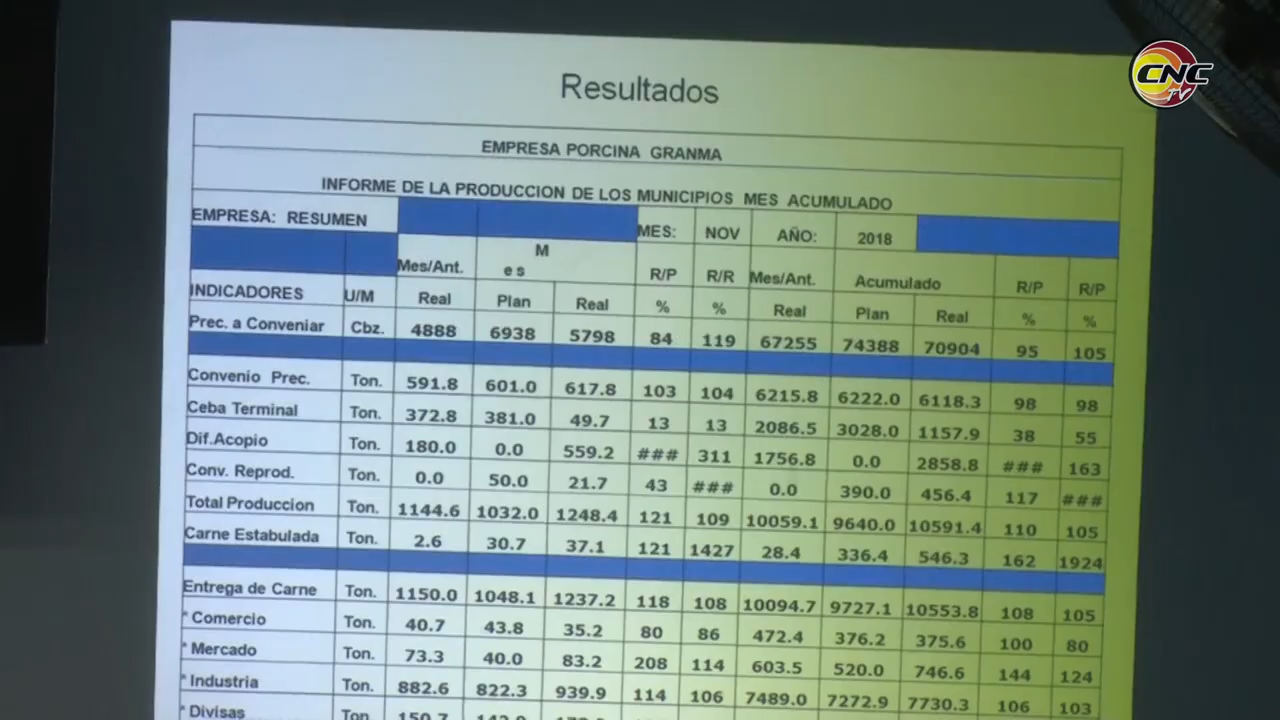 CNC
TV
Resultados
EMPRESA PORCINA GRANMA
INFORME DE LA PRODUCCION DE LOS MUNICIPIOS MES ACUMULADO
EMPRESA: RESUMEN MES: NOV AÑO: 2018
Mes/Ant. M e s R/P R/R Mes/Ant. Acumulado R/P R/P
INDICADORES U/M Real Plan Real % % Real Plan Real % %
Prec. a Conveniar Cbz. 4888 6938 5798 84 119 67255 74388 70904 95 105
Convenio Prec. Ton. 591.8 601.0 617.8 103 104 6215.8 6222.0 6118.3 98 98
Ceba Terminal Ton. 372.8 381.0 49.7 13 13 2086.5 3028.0 1157.9 38 55
Dif.Acopio Ton. 180.0 0.0 559.2 ### 311 1756.8 0.0 2858.8 ### 163
Conv. Reprod. Ton. 0.0 50.0 21.7 43 ### 0.0 390.0 456.4 117 ###
Total Produccion Ton. 1144.6 1032.0 1248.4 121 109 10059.1 9640.0 10591.4 110 105
Carne Estabulada Ton. 2.6 30.7 37.1 121 1427 28.4 336.4 546.3 162 1924
Entrega de Carne Ton. 1150.0 1048.1 1237.2 118 108 10094.7 9727.1 10553.8 108 105
* Comercio Ton. 40.7 43.8 35.2 80 86 472.4 376.2 375.6 100 80
* Mercado Ton. 73.3 40.0 83.2 208 114 603.5 520.0 746.6 144 124
* Industria Ton. 882.6 822.3 939.9 114 106 7489.0 7272.9 7730.3 106 103
* Divisas Ton. 150.7